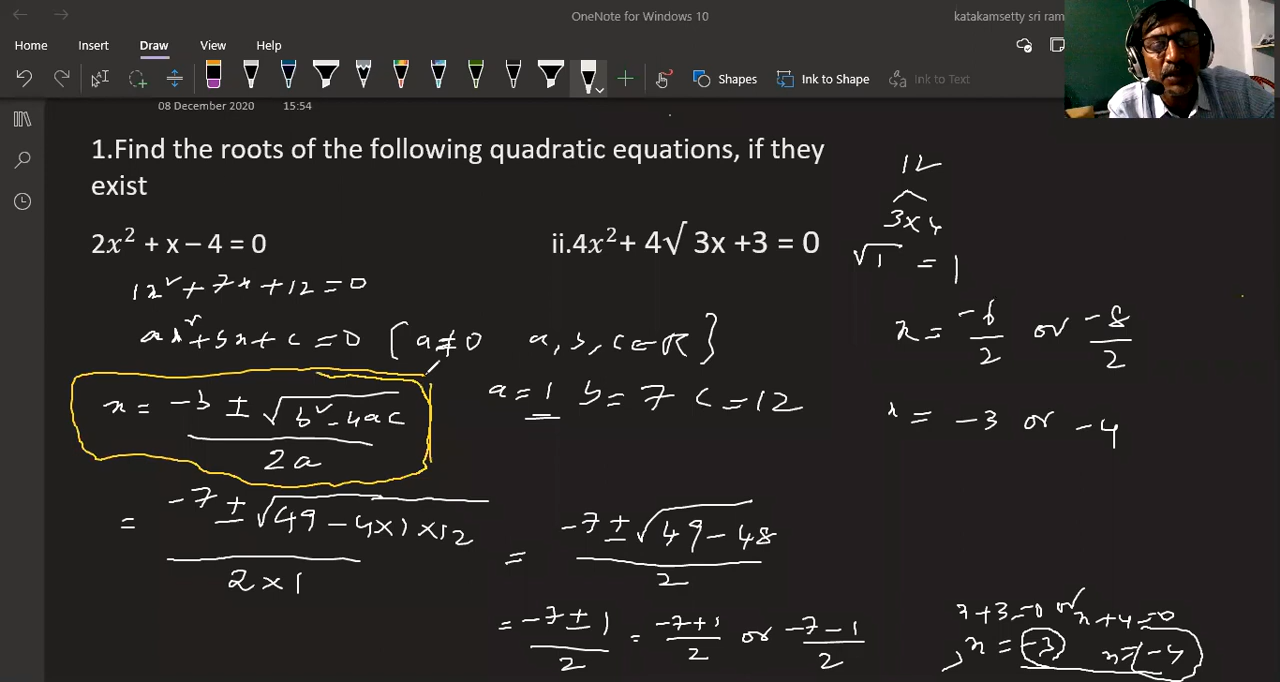 OneNote for Windows 10
katakamsetty sri ram
Home Insert Draw View Help
Shapes Ink to Shape Ink to Text
08 December 2020 15:54
1.Find the roots of the following quadratic equations, if they
exist
2x² + x – 4 = 0
ii.4x²+ 4√ 3x +3 = 0
1x² + 7x + 12 = 0
ax² + bx + c = 0 [a ≠ 0 a, b, c ∈ R}
x = -b ± √b² - 4ac / 2a
a = 1 b = 7 c = 12
= -7 ± √49 - 4×1×12 / 2×1
= -7 ± √49 - 48 / 2
= -7 ± 1 / 2 = -7+1 / 2 or -7-1 / 2
12
3×4
√1 = 1
x = -6/2 or -8/2
x = -3 or -4
x+3=0 or x+4=0
x = -3 x = -4